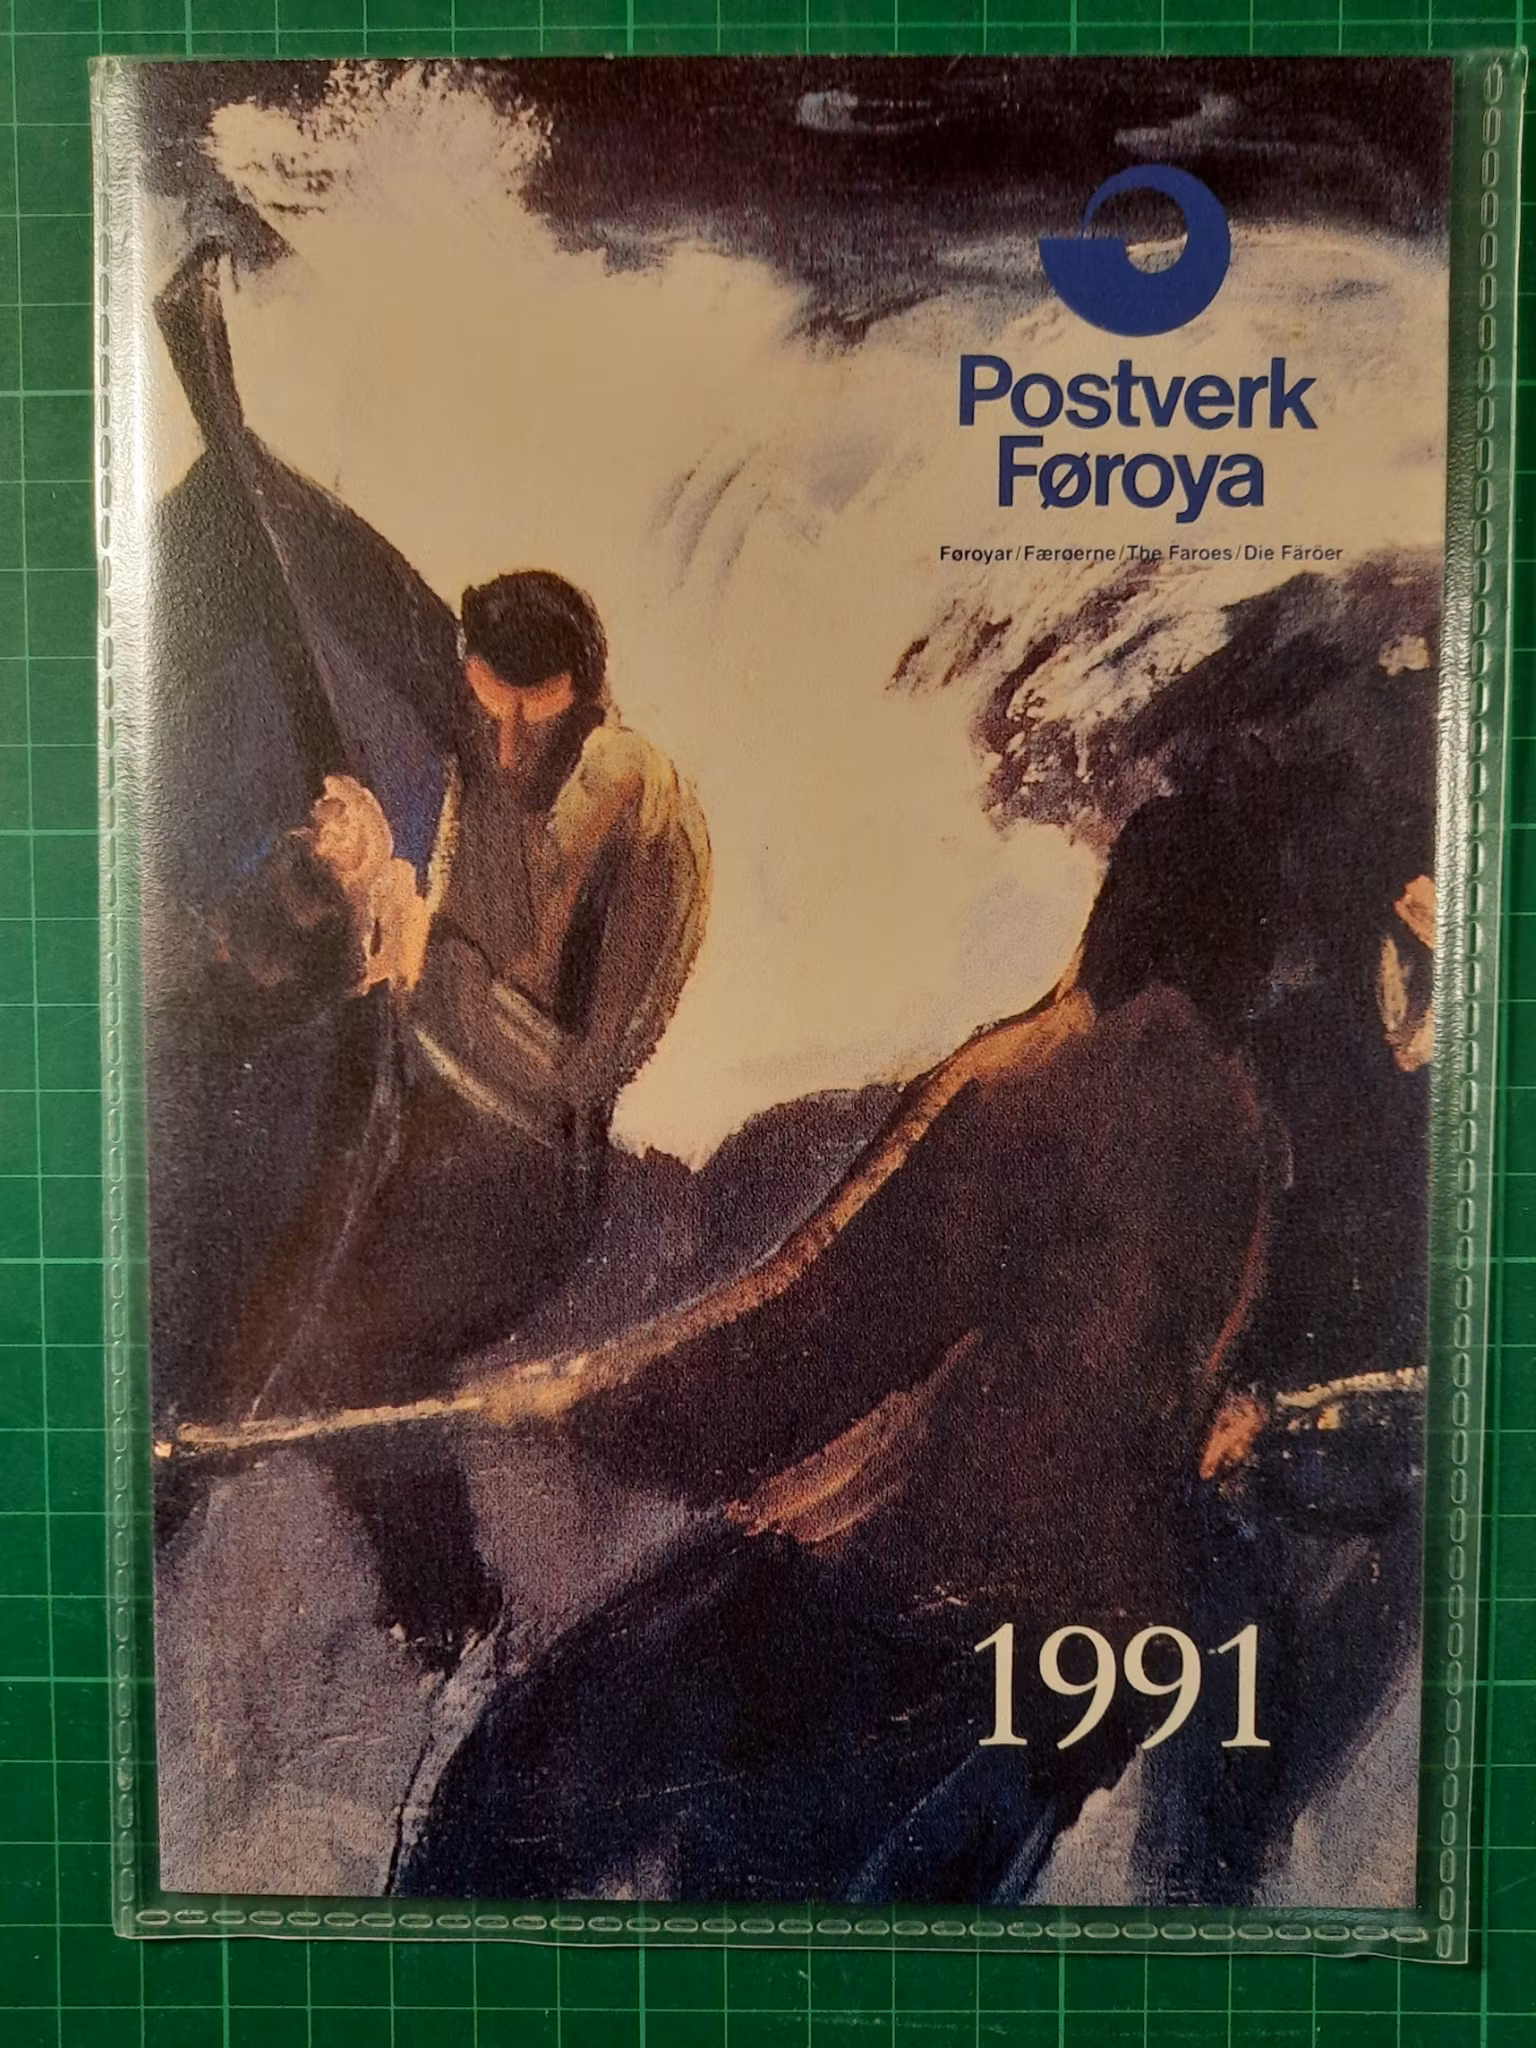 Postverk
Føroya
Føroyar/Færøerne/The Faroes/Die Färöer
1991